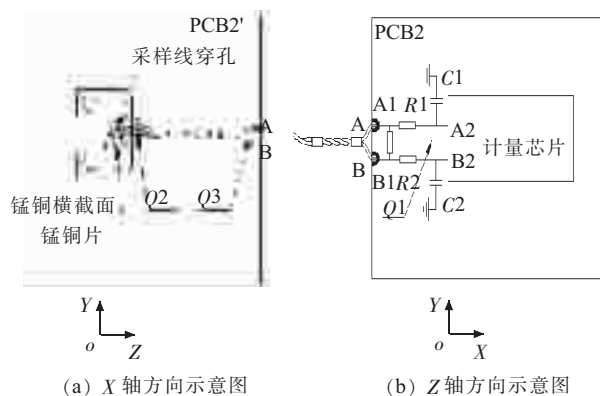 PCB2'
采样线穿孔
A
B
Q2
Q3
锰铜横截面
锰铜片
Y
o
Z
(a) X 轴方向示意图
PCB2
C1
A1
R1
A
A2
计量芯片
B
B2
B1
R2
Q1
C2
Y
o
X
(b) Z 轴方向示意图